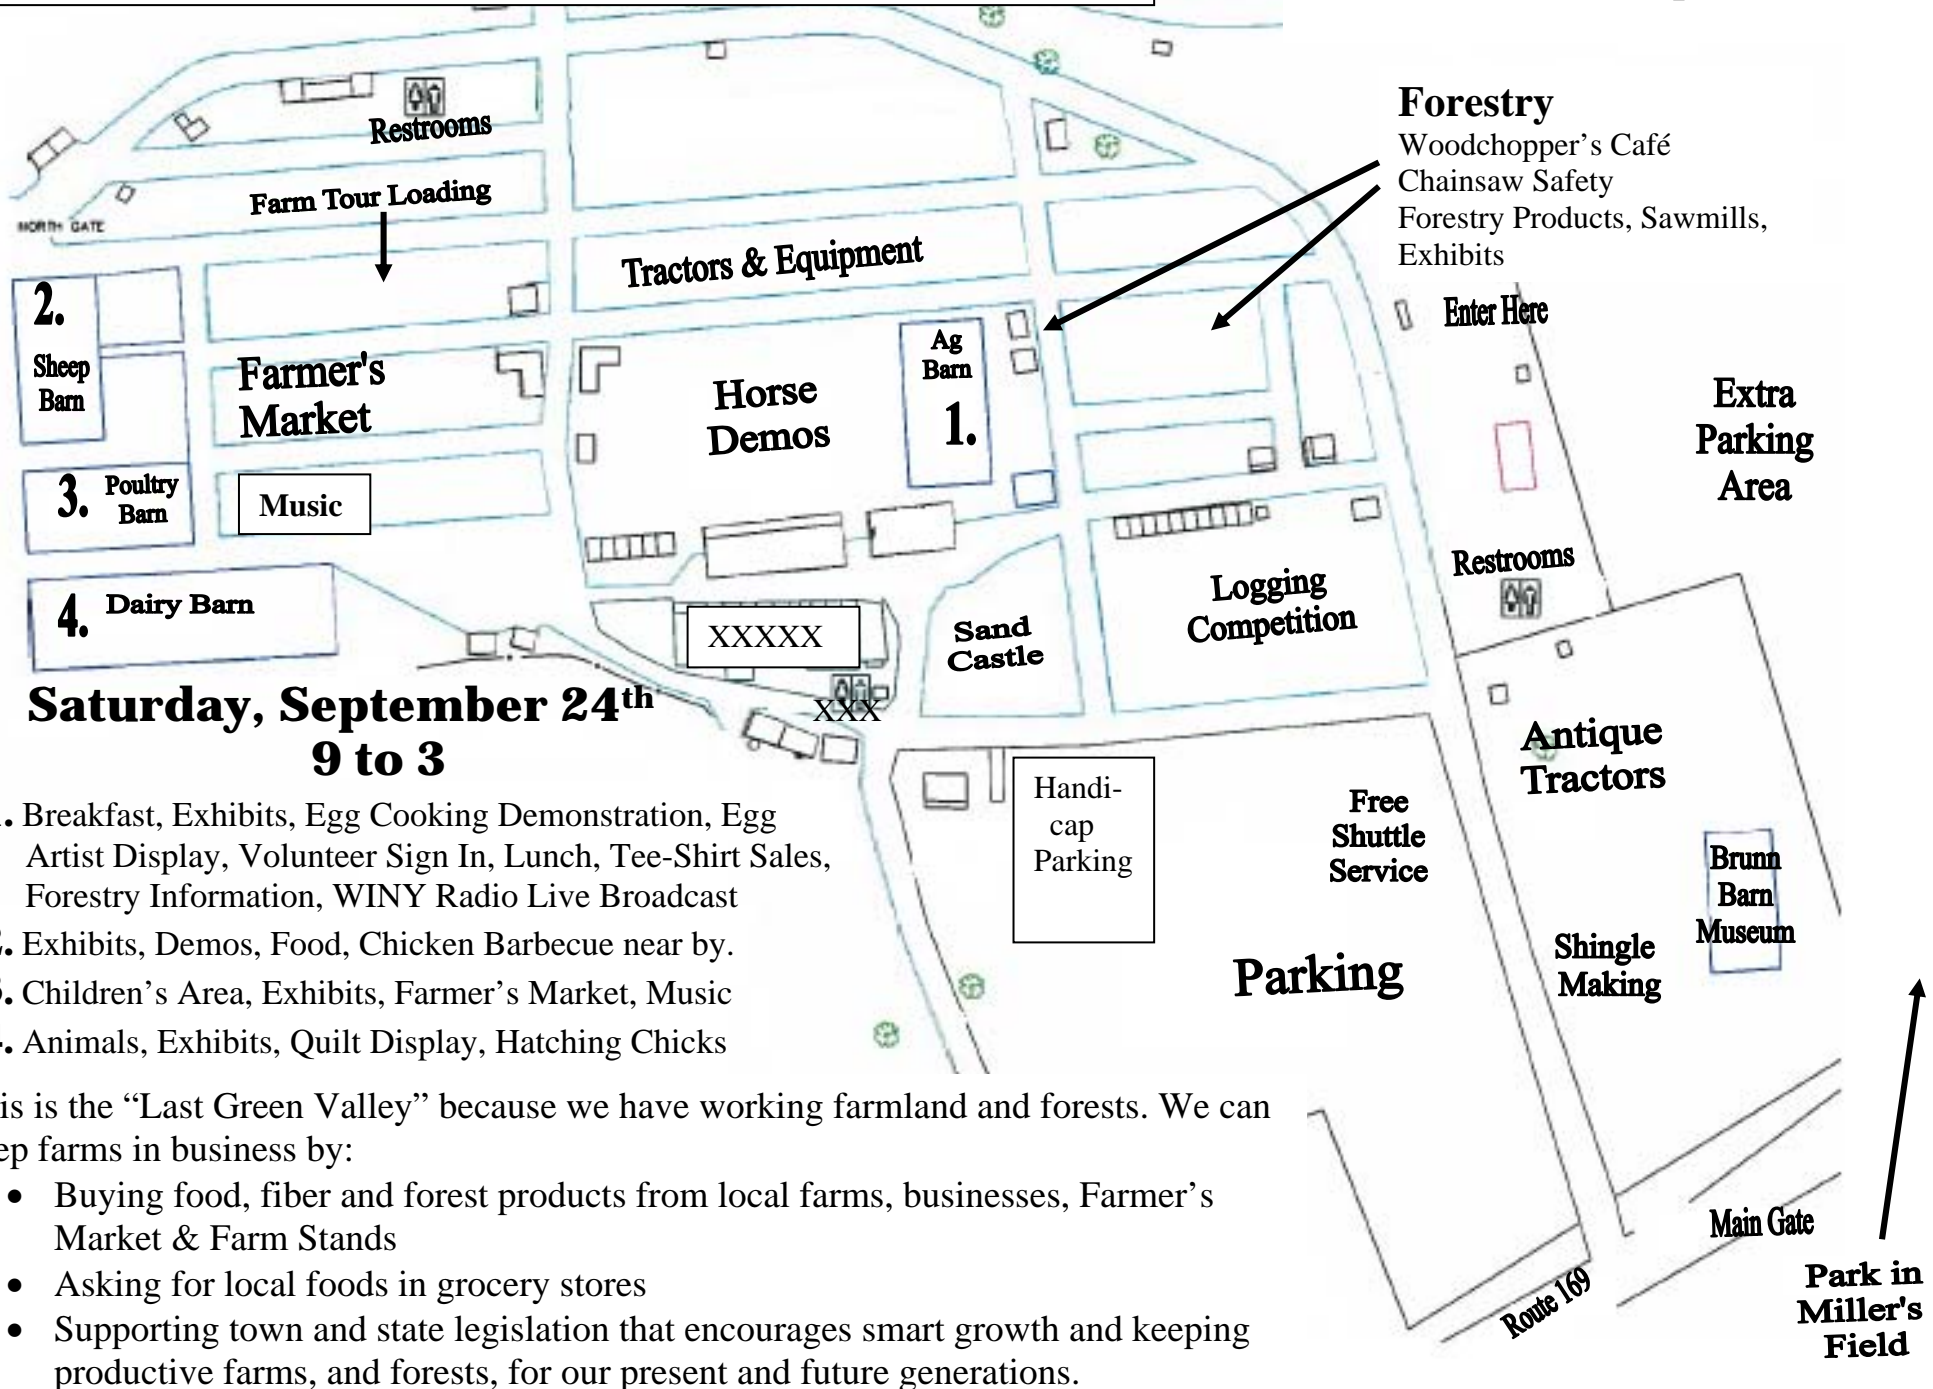 Forestry
Woodchopper’s Café
Chainsaw Safety
Forestry Products, Sawmills,
Exhibits
Restrooms
Farm Tour Loading
NORTH GATE
Tractors & Equipment
Enter Here
2.
Sheep
Barn
Farmer's
Market
Horse
Demos
Ag
Barn
1.
Extra
Parking
Area
3. Poultry
Barn
Music
Restrooms
4. Dairy Barn
XXXXX
Sand
Castle
Logging
Competition
XXX
Saturday, September 24th
9 to 3
Antique
Tractors
Handi-
cap
Parking
Free
Shuttle
Service
Brunn
Barn
Museum
Shingle
Making
Parking
. Breakfast, Exhibits, Egg Cooking Demonstration, Egg
Artist Display, Volunteer Sign In, Lunch, Tee-Shirt Sales,
Forestry Information, WINY Radio Live Broadcast
. Exhibits, Demos, Food, Chicken Barbecue near by.
. Children’s Area, Exhibits, Farmer’s Market, Music
. Animals, Exhibits, Quilt Display, Hatching Chicks
is is the “Last Green Valley” because we have working farmland and forests. We can
ep farms in business by:
• Buying food, fiber and forest products from local farms, businesses, Farmer’s
Market & Farm Stands
• Asking for local foods in grocery stores
• Supporting town and state legislation that encourages smart growth and keeping
productive farms, and forests, for our present and future generations.
Main Gate
Route 169
Park in
Miller's
Field